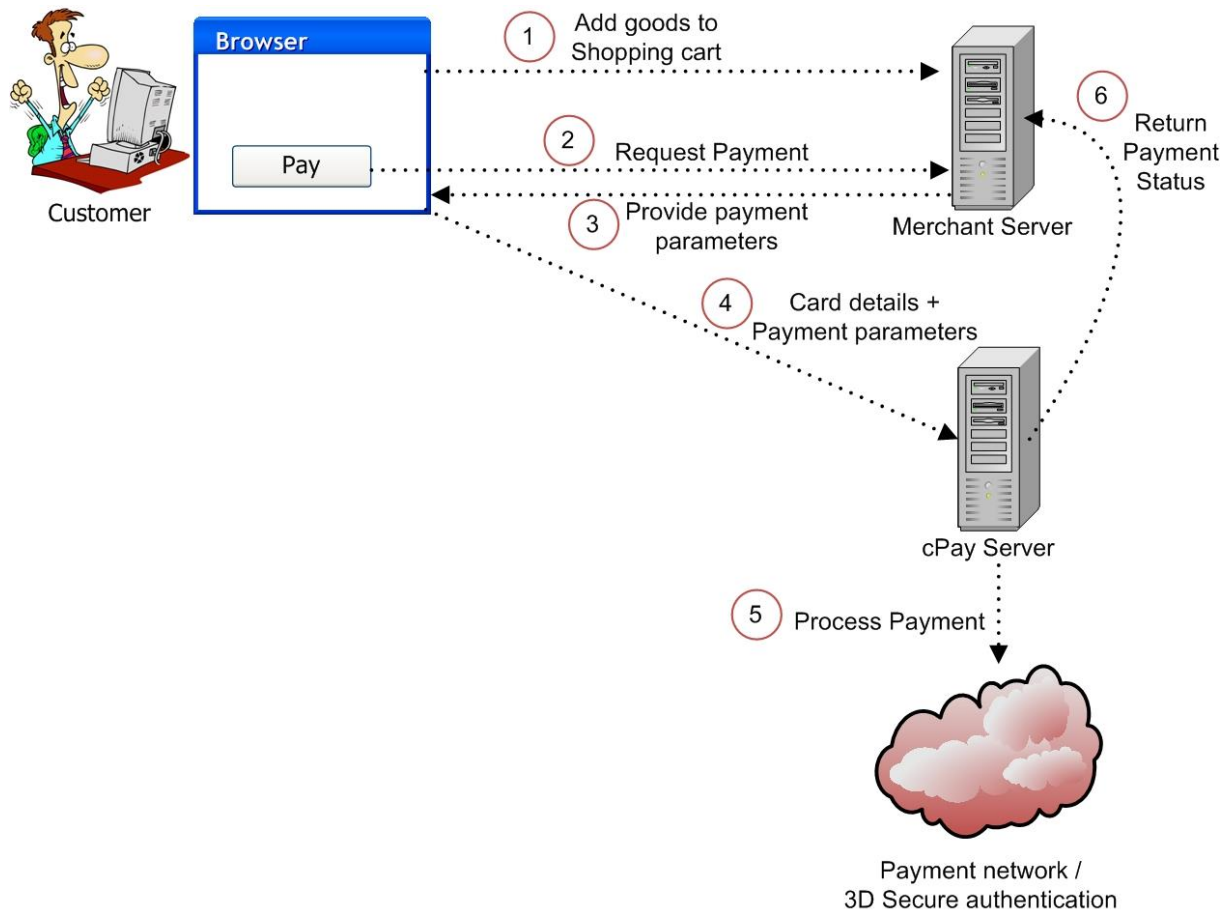 Browser
Pay
Customer
1
Add goods to
Shopping cart
2
Request Payment
3
Provide payment
parameters
Merchant Server
6
Return
Payment
Status
4
Card details +
Payment parameters
cPay Server
5
Process Payment
Payment network /
3D Secure authentication